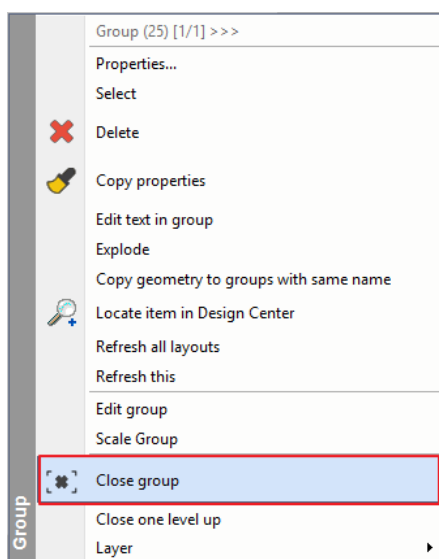 Group (25) [1/1] >>>
Properties...
Select
Delete
Copy properties
Edit text in group
Explode
Copy geometry to groups with same name
Locate item in Design Center
Refresh all layouts
Refresh this
Edit group
Scale Group
Close group
Close one level up
Layer
Group